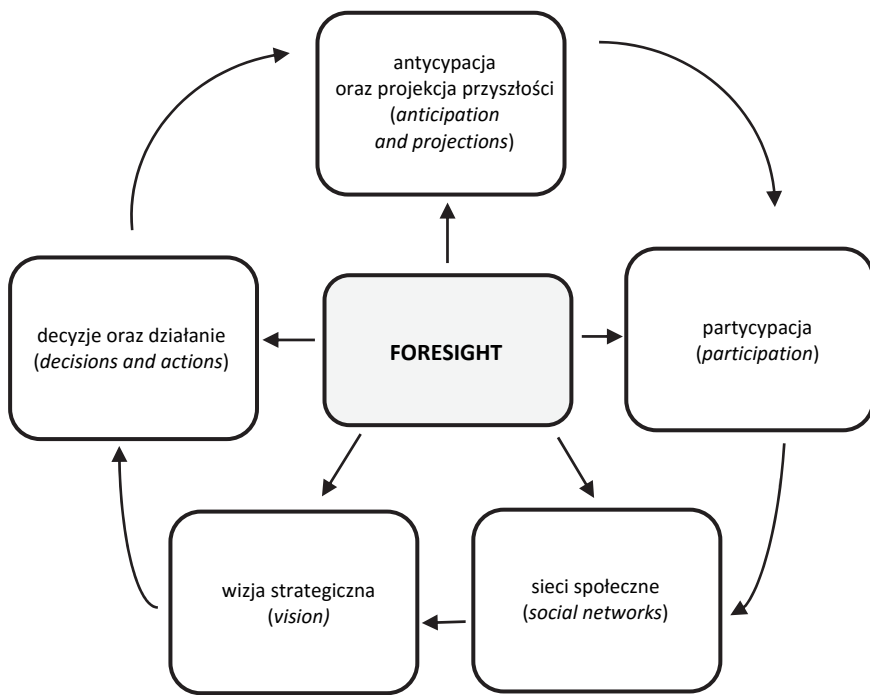 antycypacja
oraz projekcja przyszłości
(anticipation
and projections)
decyzje oraz działanie
(decisions and actions)
FORESIGHT
partycypacja
(participation)
wizja strategiczna
(vision)
sieci społeczne
(social networks)